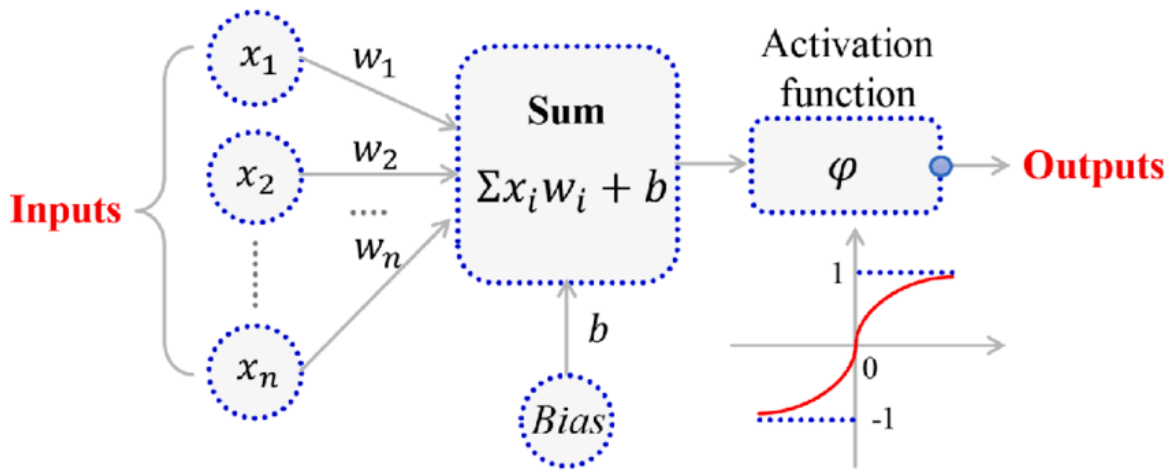 Inputs
x₁
x₂
xₙ
w₁
w₂
wₙ
Sum
Σxᵢwᵢ + b
b
Bias
Activation
function
φ
Outputs
1
0
-1